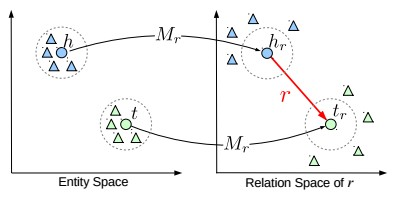 h
M_r
h_r
r
t
t_r
M_r
Entity Space
Relation Space of r